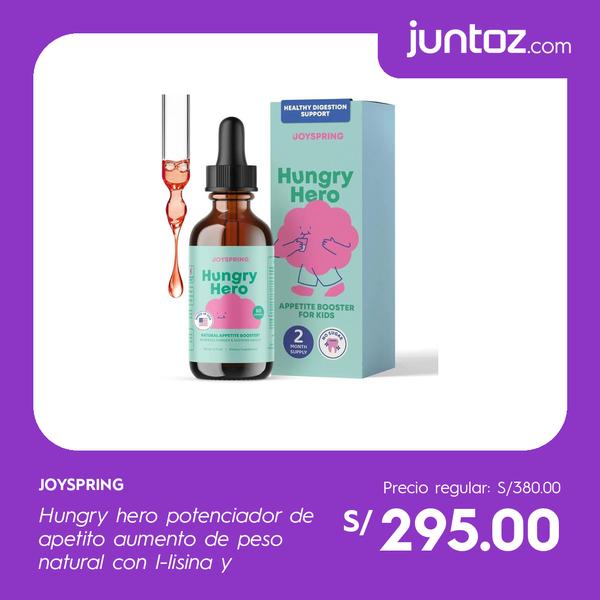 juntoz.com
HEALTHY DIGESTION
SUPPORT
JOYSPRING
Hungry
Hero
APPETITE BOOSTER
FOR KIDS
2
MONTH
SUPPLY
NO SUGAR
JOYSPRING
Hungry
Hero
NATURAL APPETITE BOOSTER
JOYSPRING
Hungry hero potenciador de
apetito aumento de peso
natural con l-lisina y
Precio regular: S/380.00
S/ 295.00